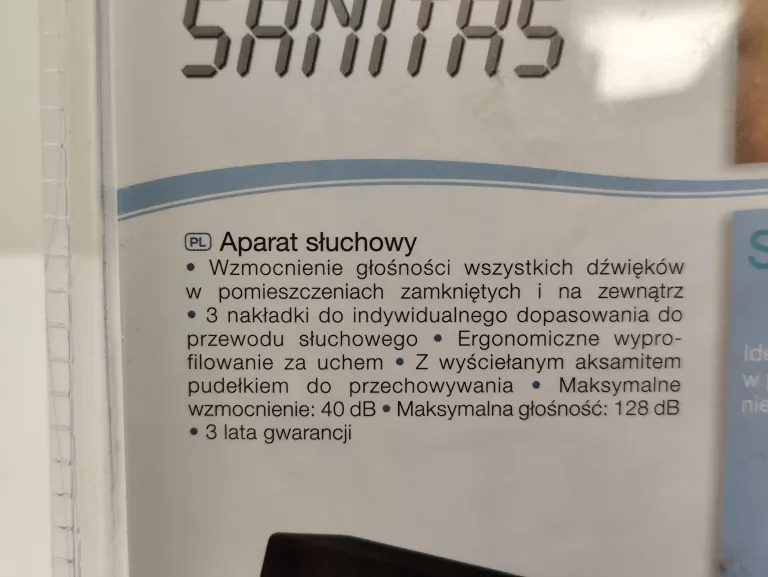 SANITAS
PL Aparat słuchowy
• Wzmocnienie głośności wszystkich dźwięków
w pomieszczeniach zamkniętych i na zewnątrz
• 3 nakładki do indywidualnego dopasowania do
przewodu słuchowego • Ergonomiczne wypro-
filowanie za uchem • Z wyściełanym aksamitem
pudełkiem do przechowywania • Maksymalne
wzmocnienie: 40 dB • Maksymalna głośność: 128 dB
• 3 lata gwarancji